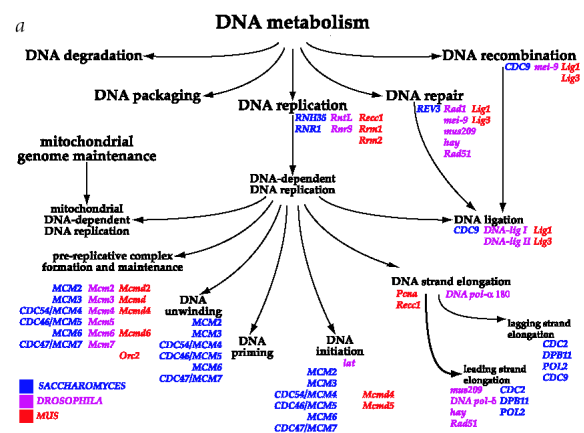 a
DNA metabolism
DNA degradation
DNA recombination
CDC9 mei-9 Lig1
Lig3
DNA packaging
DNA replication
RNH35 RntL Recc1
RNR1 Rnr9 Rrm1
Rrm2
DNA repair
REV3 Rad1 Lig1
mei-9 Lig3
mus209
hay
Rad51
mitochondrial
genome maintenance
DNA-dependent
DNA replication
mitochondrial
DNA-dependent
DNA replication
DNA ligation
CDC9 DNA-lig I Lig1
DNA-lig II Lig3
pre-replicative complex
formation and maintenance
MCM2 Mcm2 Mcmd2
MCM3 Mcm3 Mcmd
CDC54/MCM4 Mcm4 Mcmd4
CDC46/MCM5 Mcm5
MCM6 Mcm6 Mcmd6
CDC47/MCM7 Mcm7
Orc2
DNA
unwinding
MCM2
MCM3
CDC54/MCM4
CDC46/MCM5
MCM6
CDC47/MCM7
DNA
priming
DNA
initiation
lat
MCM2
MCM3
CDC54/MCM4 Mcmd4
CDC46/MCM5 Mcmd5
MCM6
CDC47/MCM7
DNA strand elongation
Pcna DNA pol-α 180
Recc1
lagging strand
elongation
CDC2
DPB11
POL2
CDC9
leading strand
elongation
mus209 CDC2
DNA pol-δ DPB11
hay POL2
Rad51
SACCHAROMYCES
DROSOPHILA
MUS